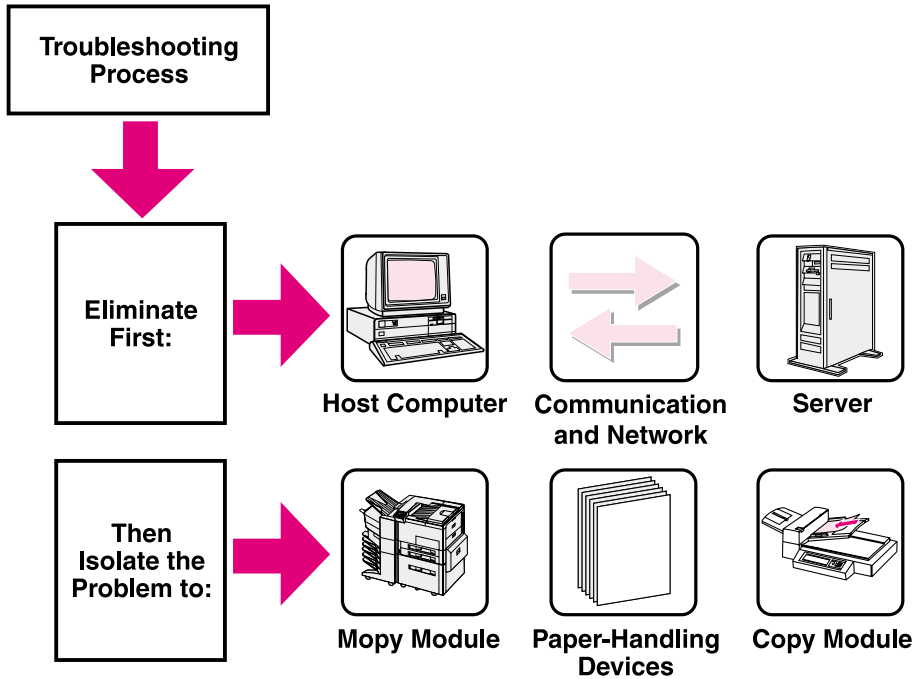 Troubleshooting
Process
Eliminate
First:
Host Computer
Communication
and Network
Server
Then
Isolate the
Problem to:
Mopy Module
Paper-Handling
Devices
Copy Module